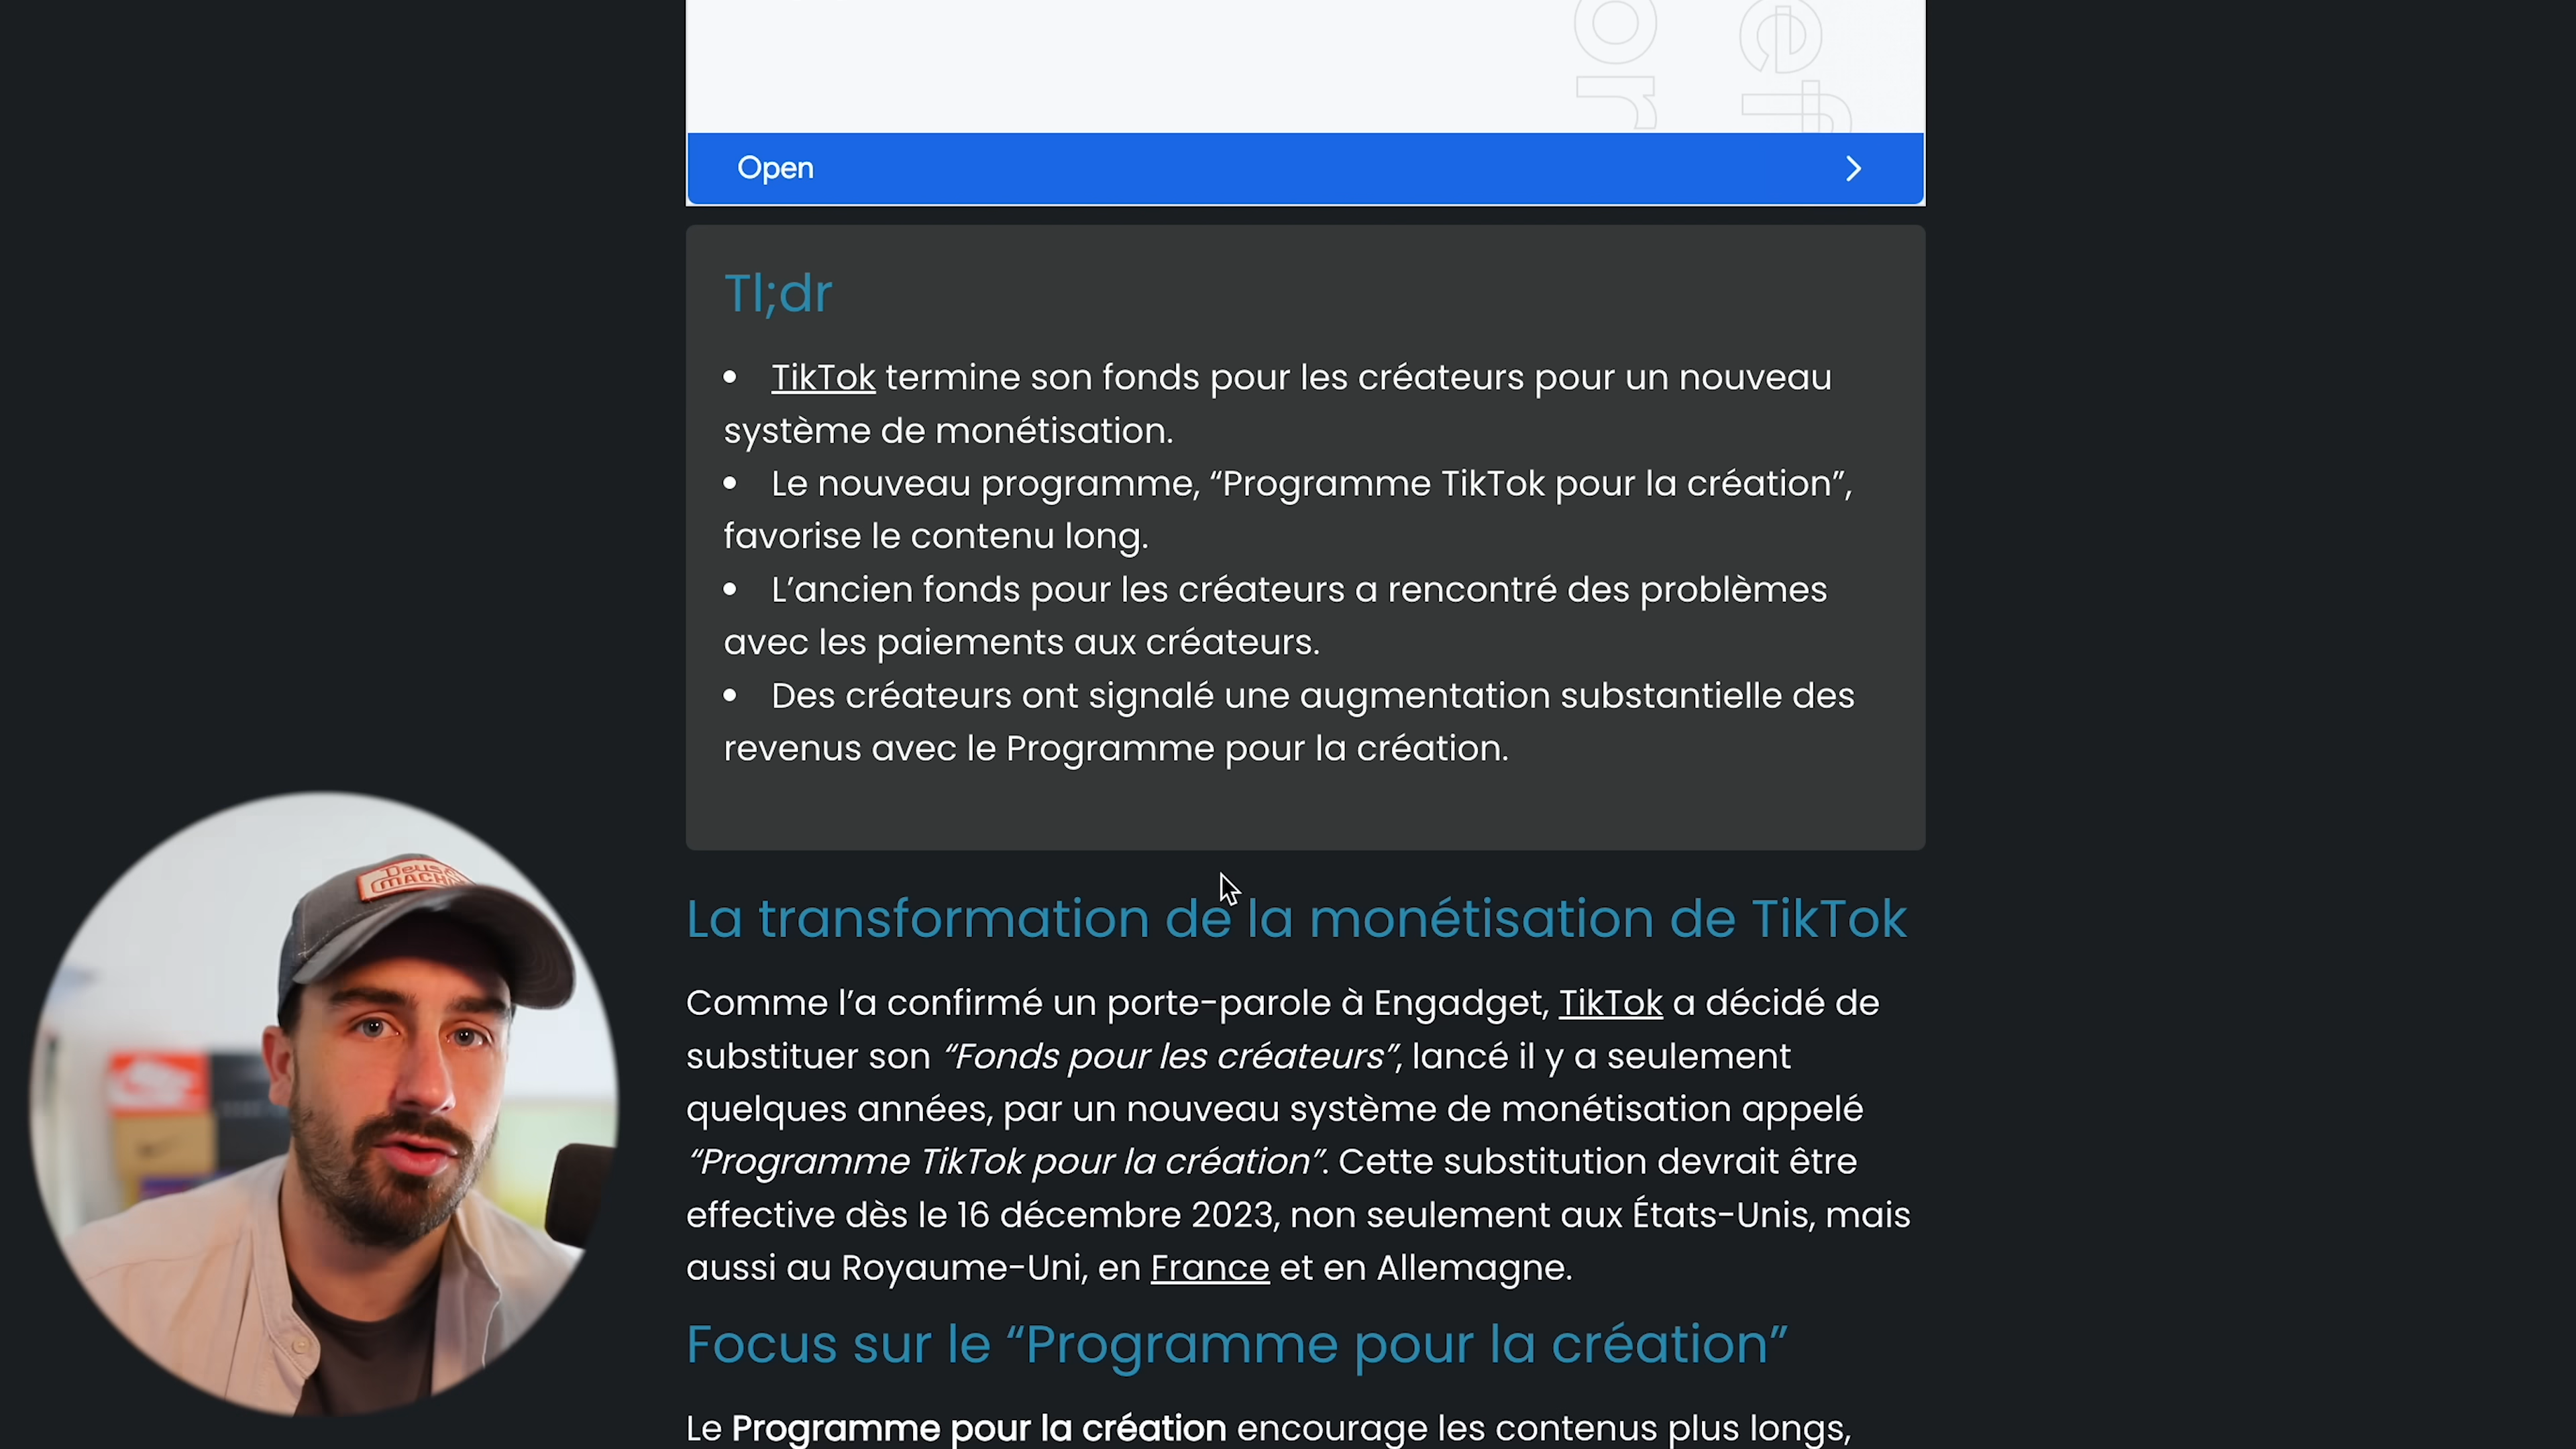 or
ef
Open
Tl;dr
• TikTok termine son fonds pour les créateurs pour un nouveau
système de monétisation.
• Le nouveau programme, “Programme TikTok pour la création”,
favorise le contenu long.
• L’ancien fonds pour les créateurs a rencontré des problèmes
avec les paiements aux créateurs.
• Des créateurs ont signalé une augmentation substantielle des
revenus avec le Programme pour la création.
La transformation de la monétisation de TikTok
Comme l’a confirmé un porte-parole à Engadget, TikTok a décidé de
substituer son “Fonds pour les créateurs”, lancé il y a seulement
quelques années, par un nouveau système de monétisation appelé
“Programme TikTok pour la création”. Cette substitution devrait être
effective dès le 16 décembre 2023, non seulement aux États-Unis, mais
aussi au Royaume-Uni, en France et en Allemagne.
Focus sur le “Programme pour la création”
Le Programme pour la création encourage les contenus plus longs,
Deus